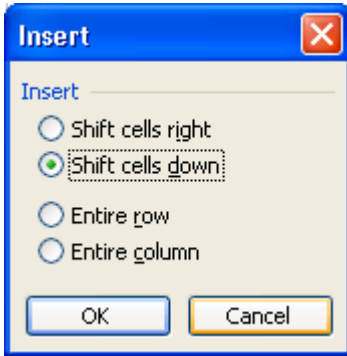 Insert
Insert
Shift cells right
Shift cells down
Entire row
Entire column
OK Cancel